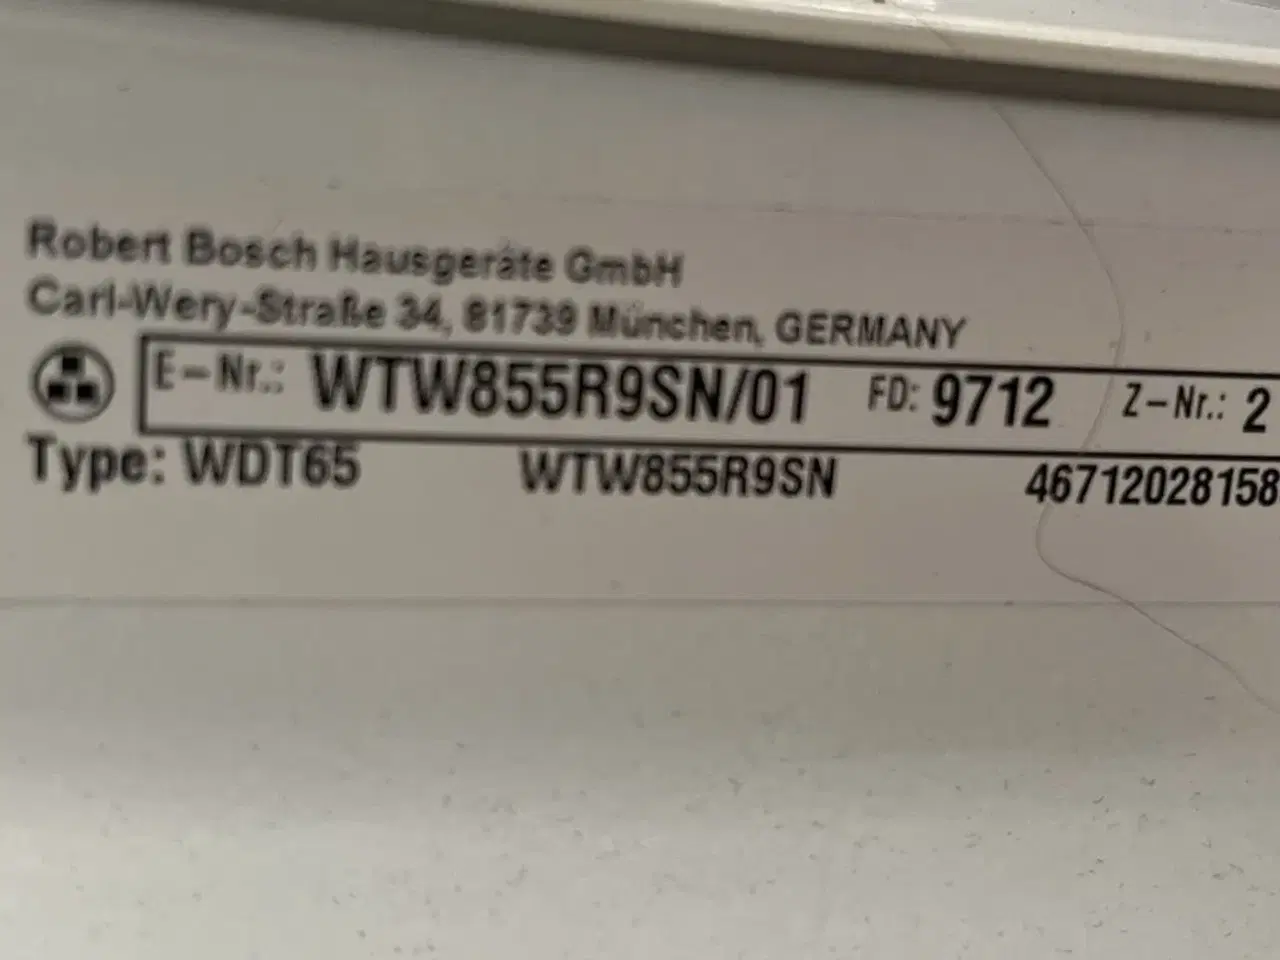 Robert Bosch Hausgeräte GmbH
Carl-Wery-Straße 34, 81739 München, GERMANY
E-Nr.: WTW855R9SN/01 FD: 9712 Z-Nr.: 2
Type: WDT65 WTW855R9SN 46712028158